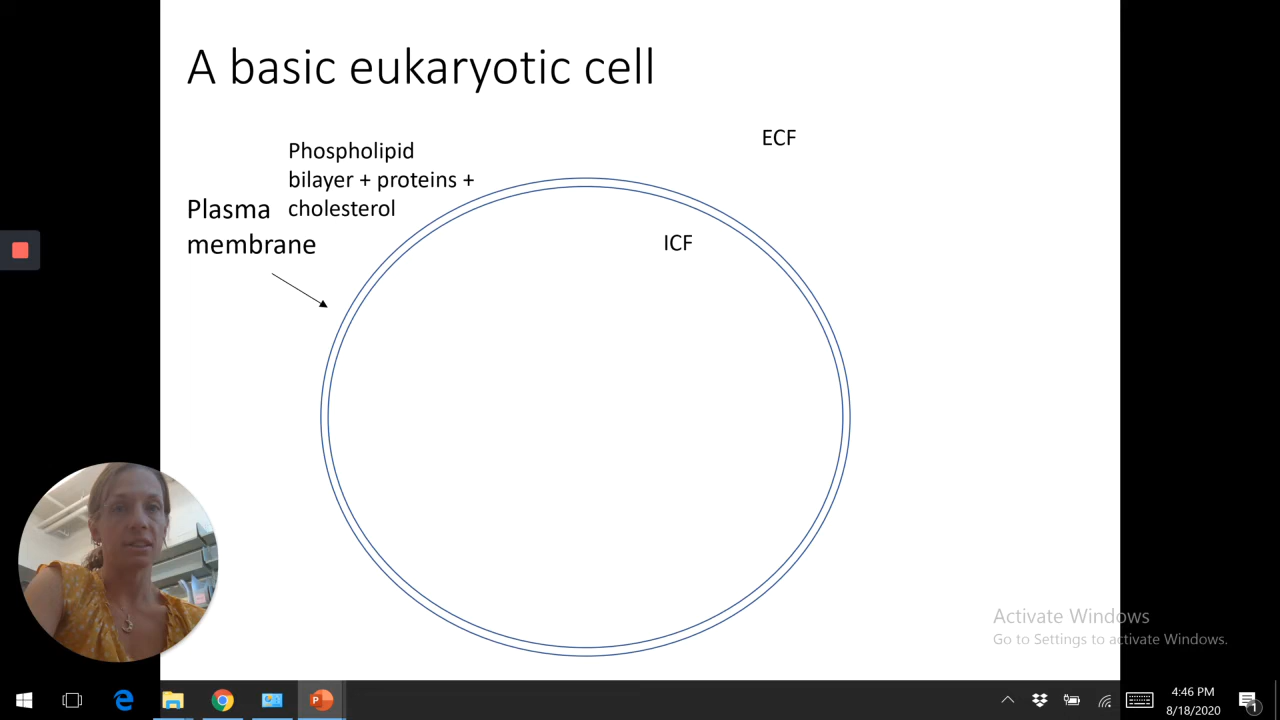 A basic eukaryotic cell
ECF
Phospholipid
bilayer + proteins +
cholesterol
Plasma
membrane
ICF
Activate Windows
Go to Settings to activate Windows.
4:46 PM
8/18/2020
1